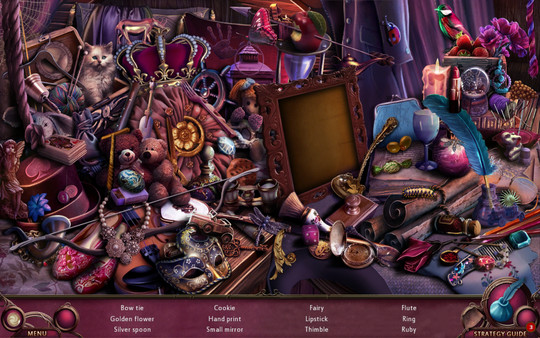 Bow tie Cookie Fairy Flute
Golden flower Hand print Lipstick Ring
Silver spoon Small mirror Thimble Ruby
MENU STRATEGY GUIDE 3